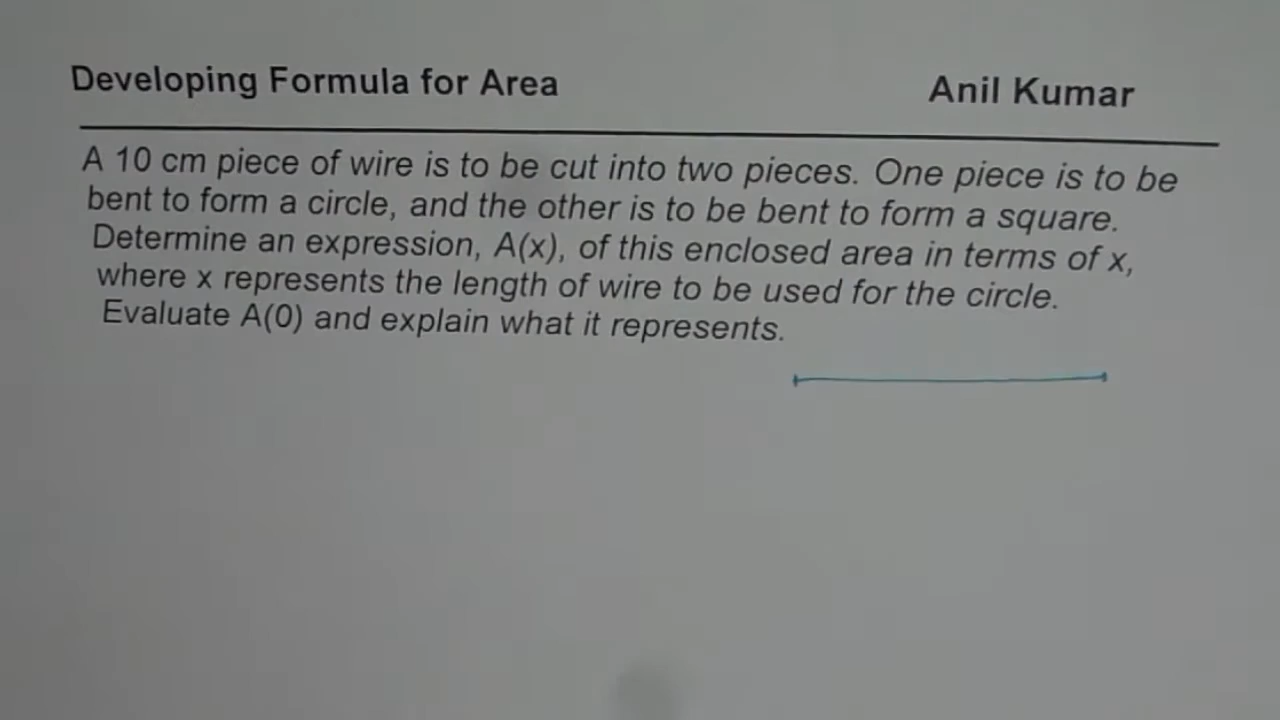 Developing Formula for Area Anil Kumar
A 10 cm piece of wire is to be cut into two pieces. One piece is to be
bent to form a circle, and the other is to be bent to form a square.
Determine an expression, A(x), of this enclosed area in terms of x,
where x represents the length of wire to be used for the circle.
Evaluate A(0) and explain what it represents.